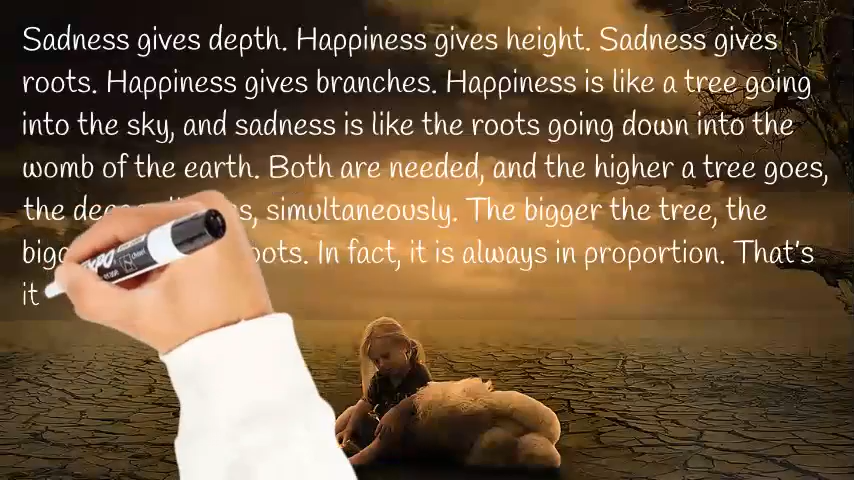 Sadness gives depth. Happiness gives height. Sadness gives
roots. Happiness gives branches. Happiness is like a tree going
into the sky, and sadness is like the roots going down into the
womb of the earth. Both are needed, and the higher a tree goes,
the simultaneously. The bigger the tree, the
In fact, it is always in proportion. That's
it